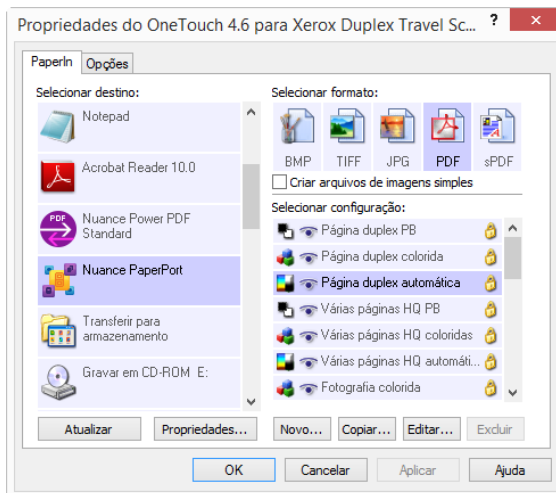 Propriedades do OneTouch 4.6 para Xerox Duplex Travel Sc... ? ×
PaperIn Opções
Selecionar destino:
Notepad
Acrobat Reader 10.0
PDF
Nuance Power PDF
Standard
Nuance PaperPort
Transferir para
armazenamento
Gravar em CD-ROM E:
Atualizar Propriedades...
Selecionar formato:
BMP TIFF JPG PDF sPDF
Criar arquivos de imagens simples
Selecionar configuração:
Página duplex PB
Página duplex colorida
Página duplex automática
Várias páginas HQ PB
Várias páginas HQ coloridas
Várias páginas HQ automáti...
Fotografia colorida
Novo... Copiar... Editar... Excluir
OK Cancelar Aplicar Ajuda